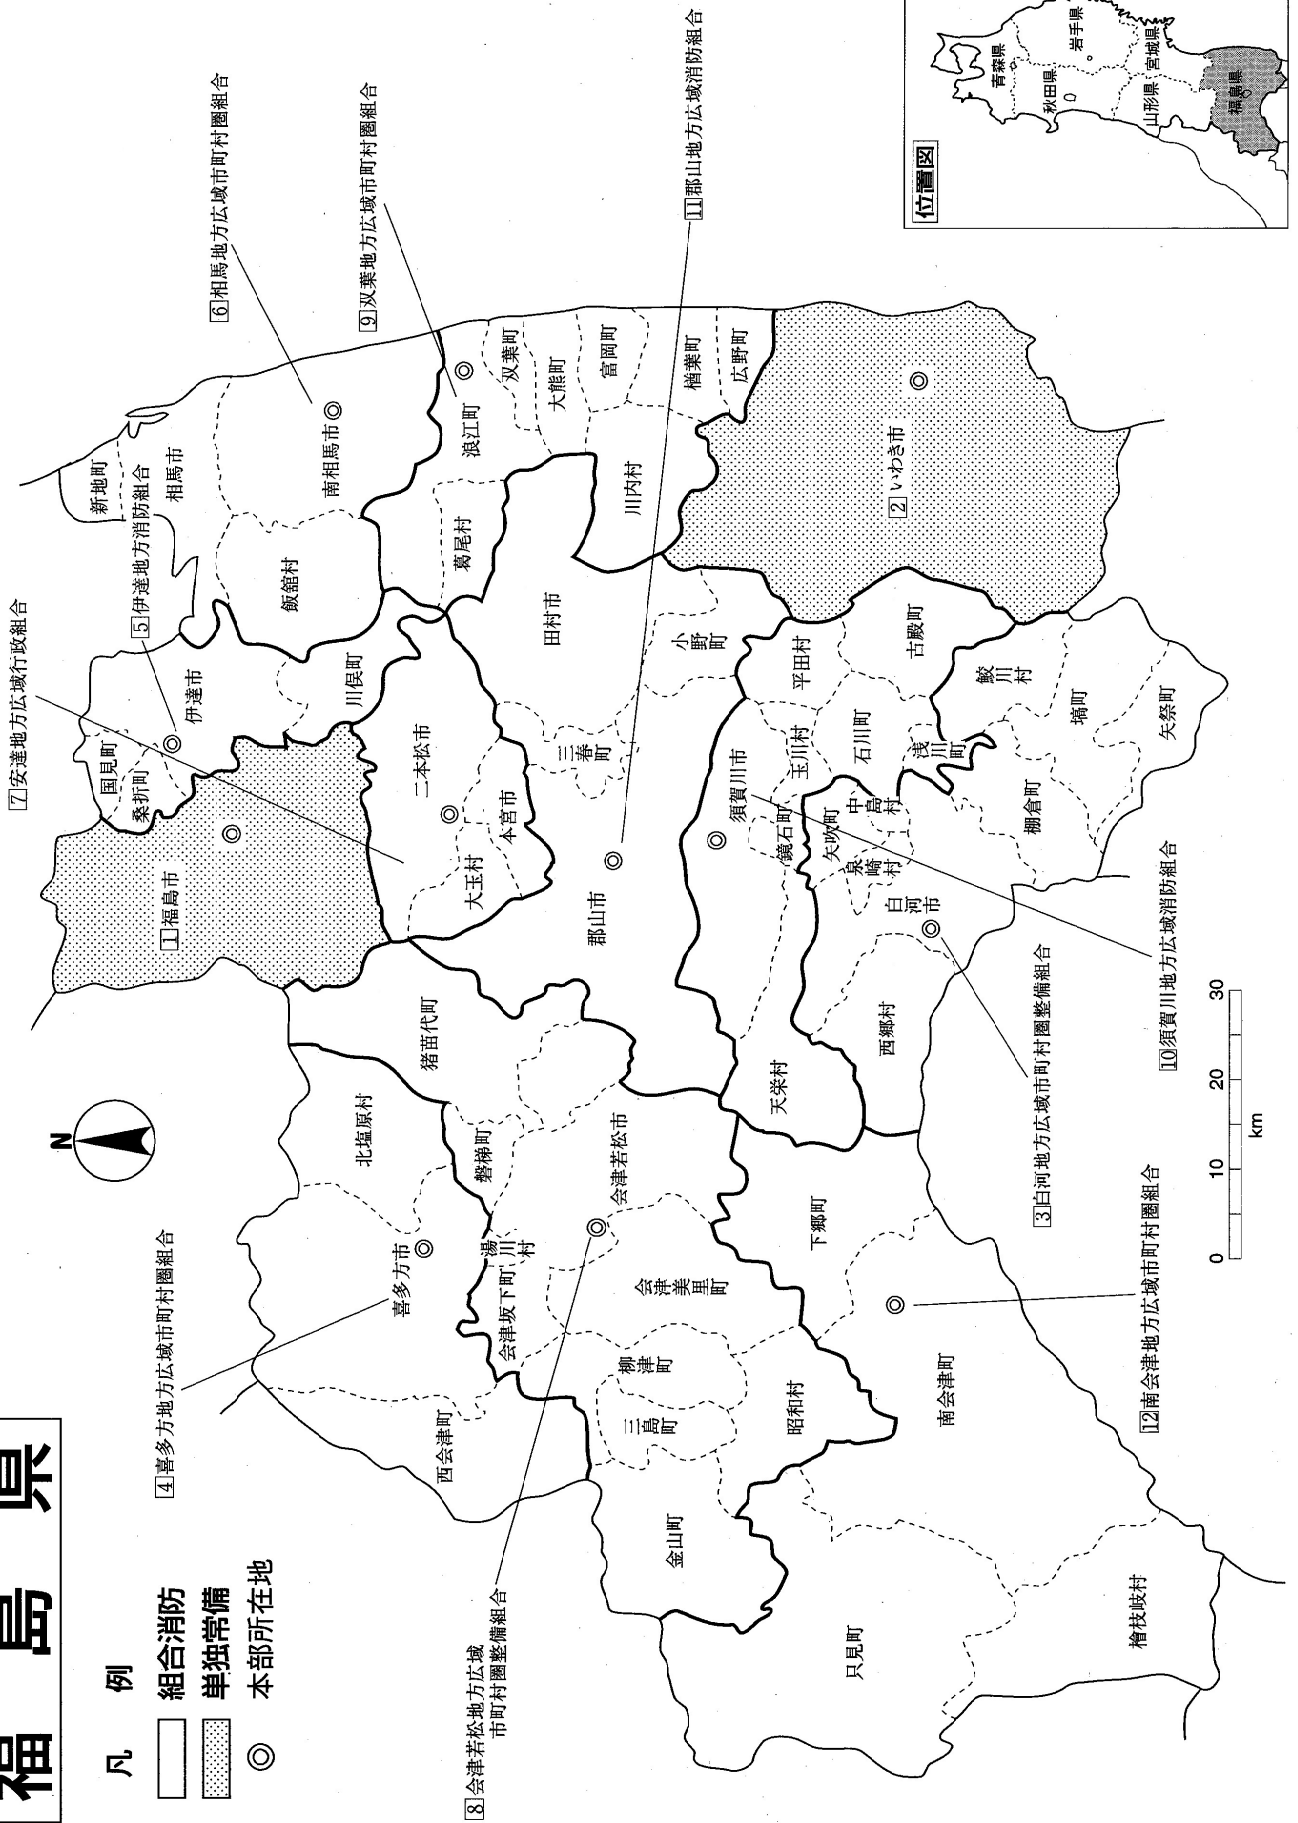 福島県
凡例
組合消防
単独常備
本部所在地
N
1福島市
2いわき市
3白河地方広域市町村圏整備組合
4喜多方地方広域市町村圏組合
5伊達地方消防組合
6相馬地方広域市町村圏組合
7安達地方広域行政組合
8会津若松地方広域
市町村圏整備組合
9双葉地方広域市町村圏組合
10須賀川地方広域消防組合
11郡山地方広域消防組合
12南会津地方広域市町村圏組合
新地町
相馬市
南相馬市
飯舘村
国見町
桑折町
伊達市
川俣町
二本松市
大玉村
本宮市
浪江町
双葉町
大熊町
富岡町
楢葉町
広野町
葛尾村
川内村
田村市
小野町
三春町
郡山市
須賀川市
鏡石町
天栄村
玉川村
平田村
石川町
古殿町
浅川町
矢吹町
中島村
泉崎村
白河市
西郷村
棚倉町
鮫川村
塙町
矢祭町
猪苗代町
北塩原村
喜多方市
西会津町
磐梯町
湯川村
会津坂下町
会津若松市
会津美里町
柳津町
三島町
金山町
昭和村
下郷町
南会津町
只見町
檜枝岐村
0 10 20 30
km
位置図
青森県
秋田県
岩手県
山形県
宮城県
福島県